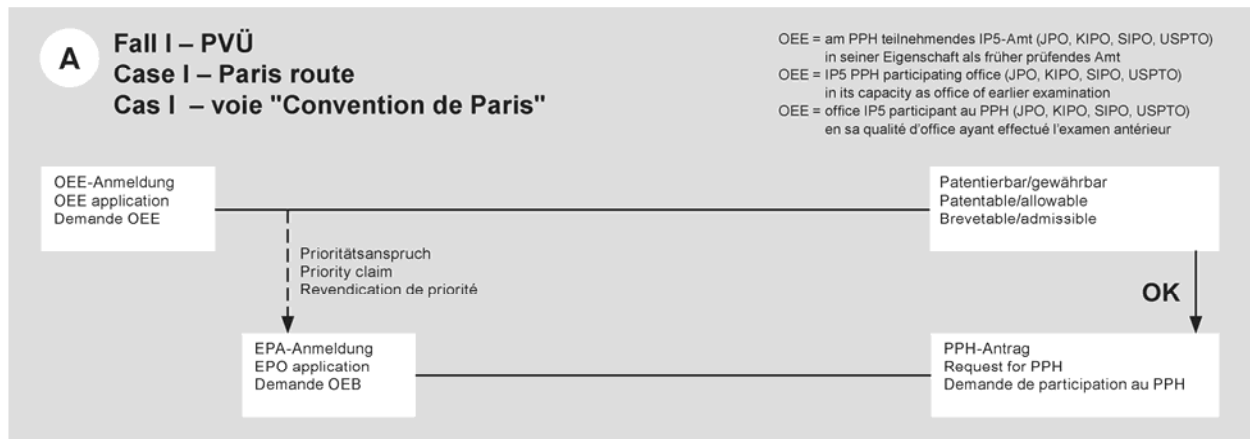 A
Fall I – PVÜ
Case I – Paris route
Cas I – voie "Convention de Paris"
OEE = am PPH teilnehmendes IP5-Amt (JPO, KIPO, SIPO, USPTO)
in seiner Eigenschaft als früher prüfendes Amt
OEE = IP5 PPH participating office (JPO, KIPO, SIPO, USPTO)
in its capacity as office of earlier examination
OEE = office IP5 participant au PPH (JPO, KIPO, SIPO, USPTO)
en sa qualité d'office ayant effectué l'examen antérieur
OEE-Anmeldung
OEE application
Demande OEE
Patentierbar/gewährbar
Patentable/allowable
Brevetable/admissible
Prioritätsanspruch
Priority claim
Revendication de priorité
OK
EPA-Anmeldung
EPO application
Demande OEB
PPH-Antrag
Request for PPH
Demande de participation au PPH